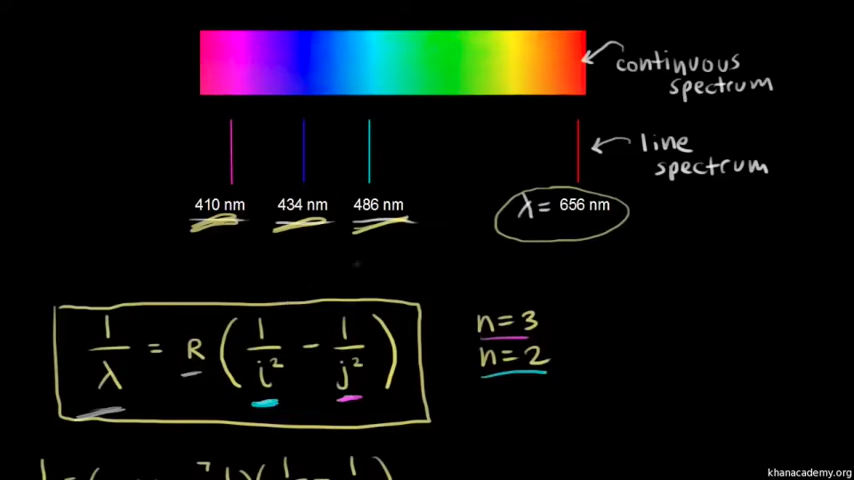 continuous
spectrum
line
spectrum
410 nm 434 nm 486 nm λ = 656 nm
1/λ = R (1/i² - 1/j²)
n=3
n=2
khanacademy.org